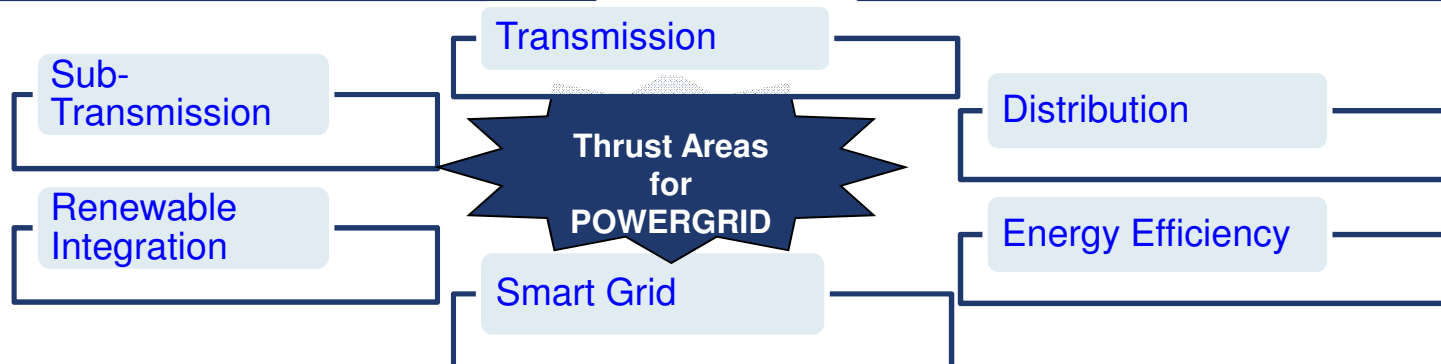 Transmission
Sub-
Transmission
Distribution
Thrust Areas
for
POWERGRID
Renewable
Integration
Energy Efficiency
Smart Grid